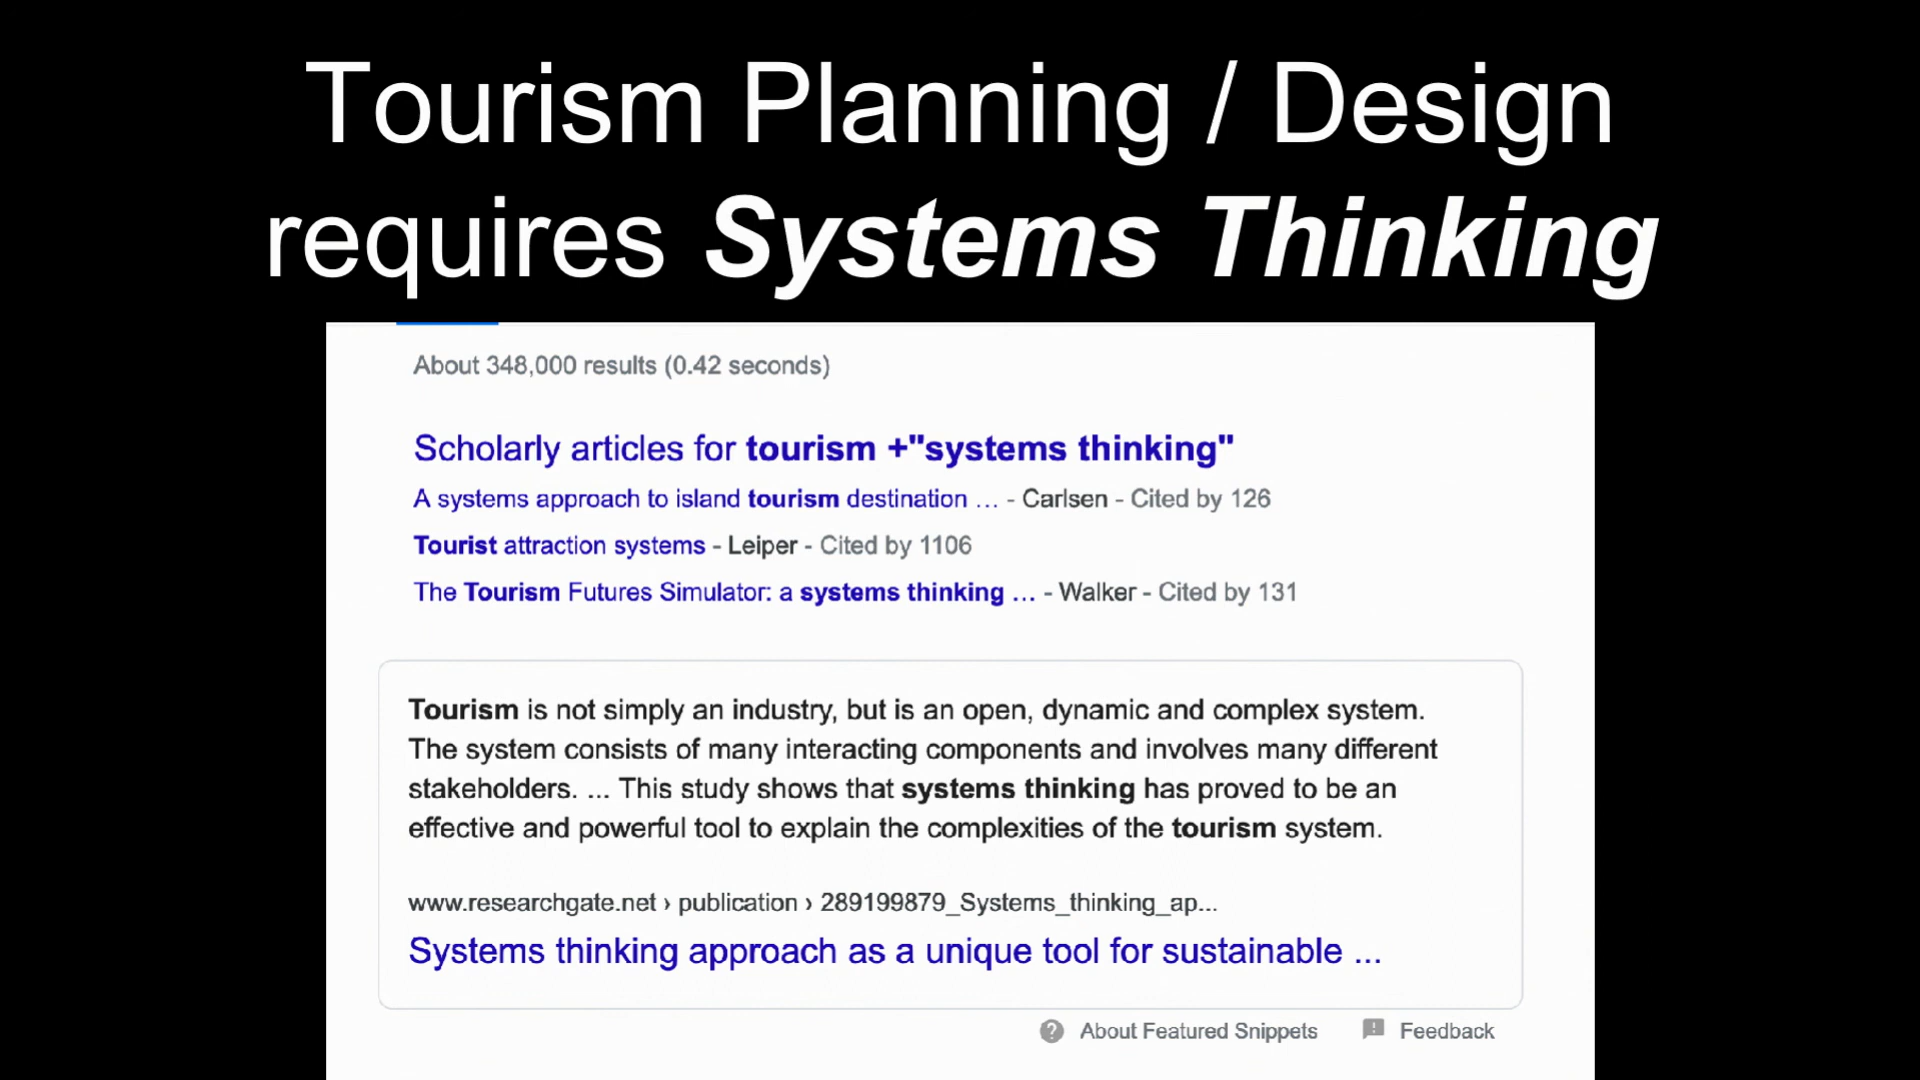 Tourism Planning / Design
requires Systems Thinking
About 348,000 results (0.42 seconds)
Scholarly articles for tourism +"systems thinking"
A systems approach to island tourism destination ... - Carlsen - Cited by 126
Tourist attraction systems - Leiper - Cited by 1106
The Tourism Futures Simulator: a systems thinking ... - Walker - Cited by 131
Tourism is not simply an industry, but is an open, dynamic and complex system.
The system consists of many interacting components and involves many different
stakeholders. ... This study shows that systems thinking has proved to be an
effective and powerful tool to explain the complexities of the tourism system.
www.researchgate.net › publication › 289199879_Systems_thinking_ap...
Systems thinking approach as a unique tool for sustainable ...
About Featured Snippets Feedback